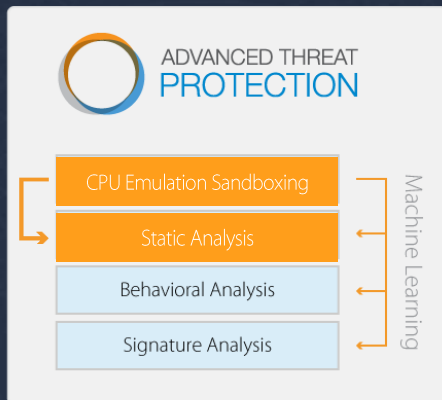 ADVANCED THREAT
PROTECTION
CPU Emulation Sandboxing
Static Analysis
Behavioral Analysis
Signature Analysis
Machine Learning